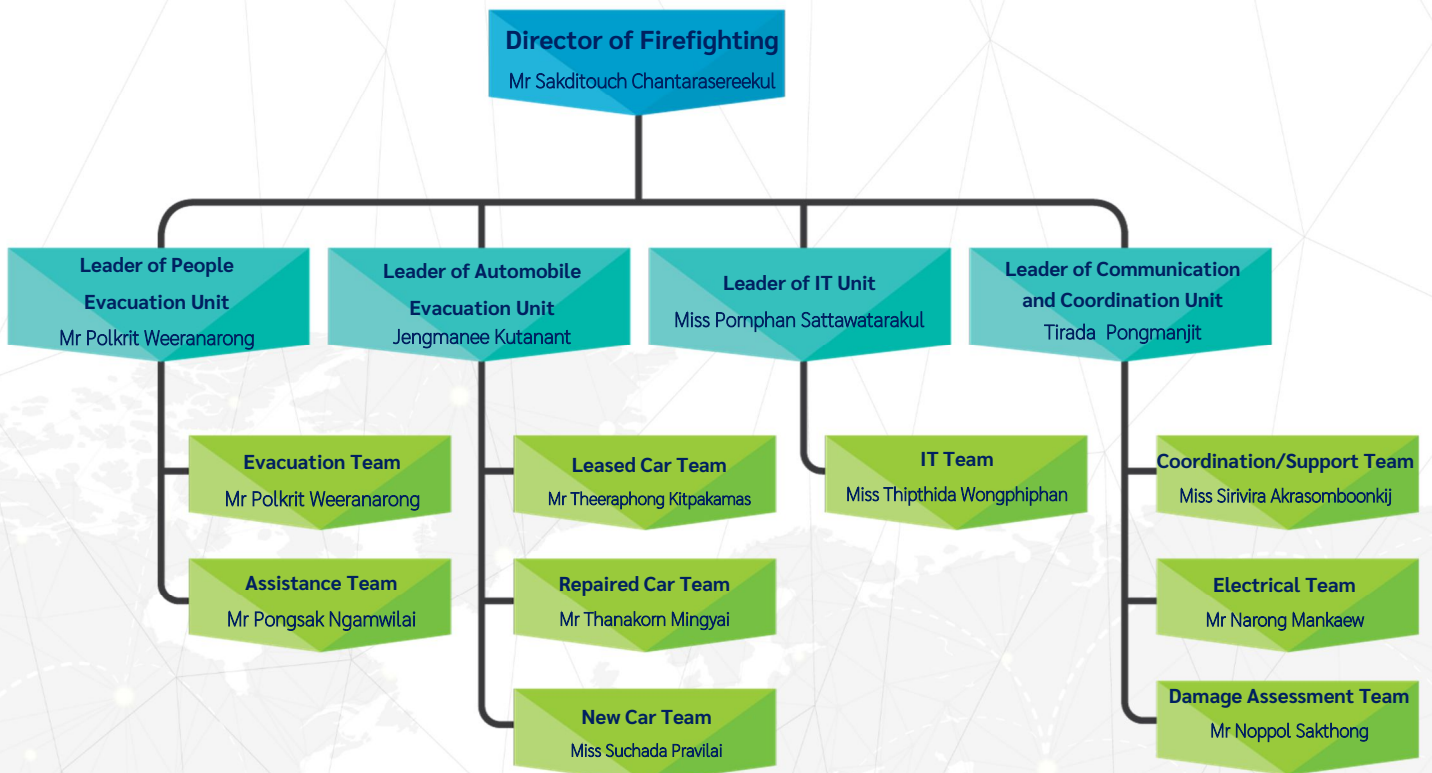 Director of Firefighting
Mr Sakditouch Chantarasereekul
Leader of People
Evacuation Unit
Mr Polkrit Weeranarong
Leader of Automobile
Evacuation Unit
Jengmanee Kutanant
Leader of IT Unit
Miss Pornphan Sattawatarakul
Leader of Communication
and Coordination Unit
Tirada Pongmanjit
Evacuation Team
Mr Polkrit Weeranarong
Assistance Team
Mr Pongsak Ngamwilai
Leased Car Team
Mr Theeraphong Kitpakamas
Repaired Car Team
Mr Thanakorn Mingyai
New Car Team
Miss Suchada Pravilai
IT Team
Miss Thipthida Wongphiphan
Coordination/Support Team
Miss Sirivira Akrasomboonkij
Electrical Team
Mr Narong Mankaew
Damage Assessment Team
Mr Noppol Sakthong